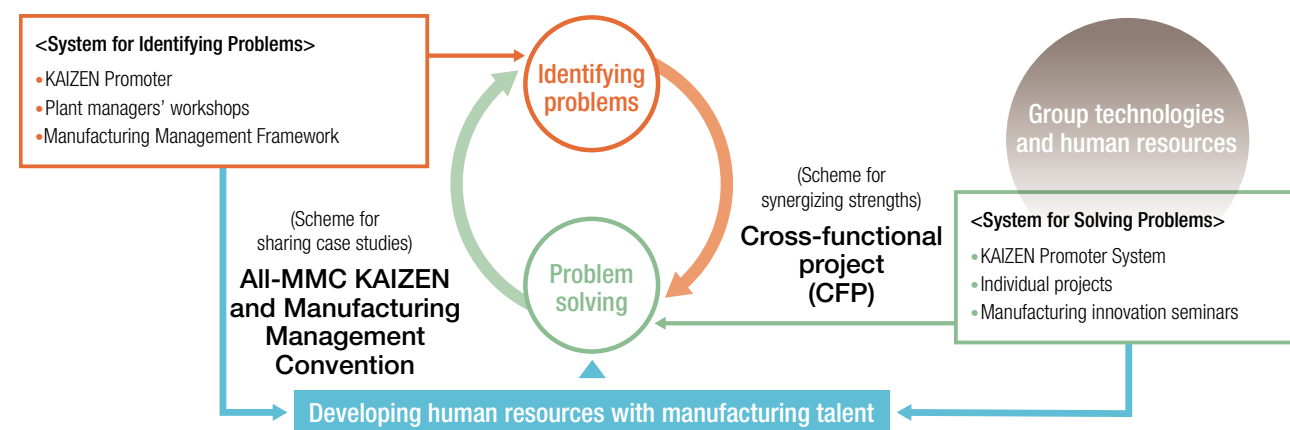 <System for Identifying Problems>
•KAIZEN Promoter
•Plant managers’ workshops
•Manufacturing Management Framework
Identifying
problems
Group technologies
and human resources
(Scheme for
sharing case studies)
All-MMC KAIZEN
and Manufacturing
Management
Convention
Problem
solving
(Scheme for
synergizing strengths)
Cross-functional
project
(CFP)
<System for Solving Problems>
•KAIZEN Promoter System
•Individual projects
•Manufacturing innovation seminars
Developing human resources with manufacturing talent